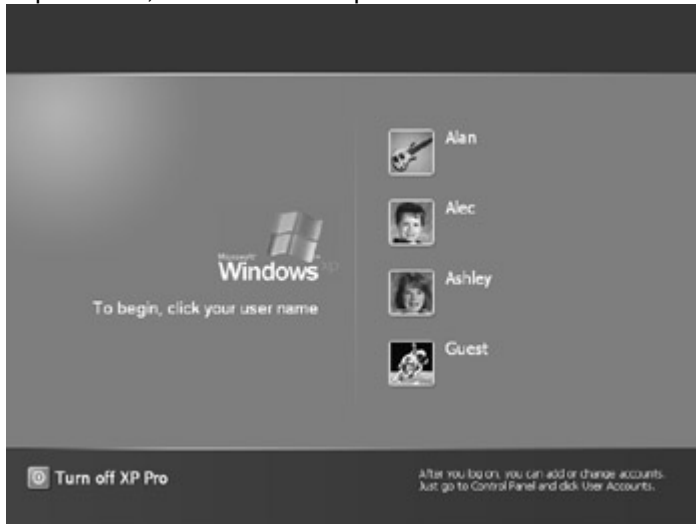 Alan
Alec
Microsoft
Windows xp
Ashley
To begin, click your user name
Guest
Turn off XP Pro
After you log on, you can add or change accounts.
Just go to Control Panel and click User Accounts.